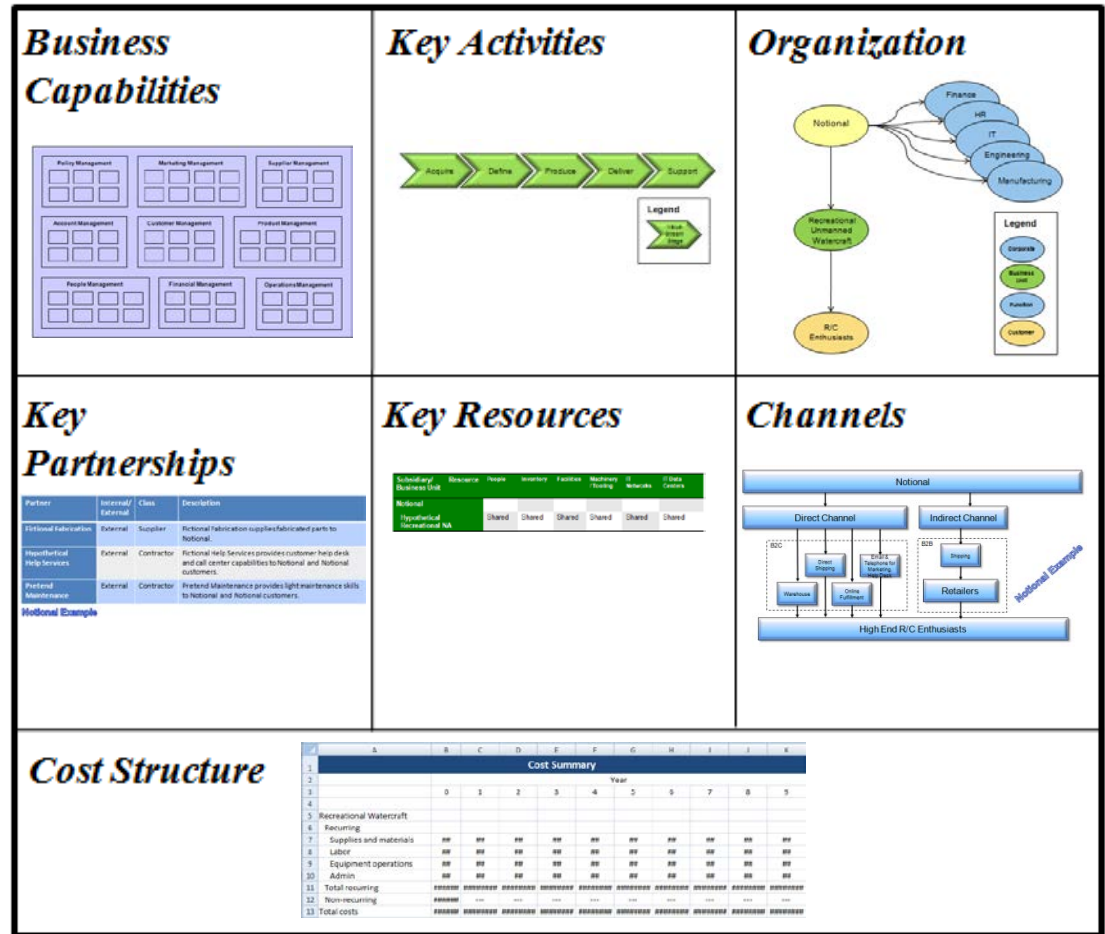 Business
Capabilities
Policy Management
Marketing Management
Supplier Management
Account Management
Customer Management
Product Management
People Management
Financial Management
Operations Management
Key Activities
Acquire
Define
Produce
Deliver
Support
Legend
Value
Stream
Stage
Organization
Notional
Finance
HR
IT
Engineering
Manufacturing
Recreational
Unmanned
Watercraft
R/C
Enthusiasts
Legend
Corporate
Business
Unit
Function
Customer
Key
Partnerships
Partner Internal/ Class Description
External
Fictional Fabrication External Supplier Fictional Fabrication supplies fabricated parts to
Notional.
Hypothetical External Contractor Fictional Help Services provides customer help desk
Help Services and call center capabilities to Notional and Notional
customers.
Pretend External Contractor Pretend Maintenance provides light maintenance skills
Maintenance to Notional and Notional customers.
Notional Example
Key Resources
Subsidiary/ Resource People Inventory Facilities Machinery IT IT Data
Business Unit /Tooling Networks Centers
Notional
Hypothetical Shared Shared Shared Shared Shared Shared
Recreational NA
Channels
Notional
Direct Channel
Indirect Channel
B2C
B2B
Direct
Shipping
Email &
Telephone for
Marketing
Help Desk
Shipping
Warehouse
Online
Fulfillment
Retailers
Notional Example
High End R/C Enthusiasts
Cost Structure
A B C D E F G H I J K
1 Cost Summary
2 Year
3 0 1 2 3 4 5 6 7 8 9
4
5 Recreational Watercraft
6 Recurring
7 Supplies and materials ## ## ## ## ## ## ## ## ## ##
8 Labor ## ## ## ## ## ## ## ## ## ##
9 Equipment operations ## ## ## ## ## ## ## ## ## ##
10 Admin ## ## ## ## ## ## ## ## ## ##
11 Total recurring ###### ######## ######## ######## ######## ######## ######## ######## ######## ########
12 Non-recurring ###### --- --- --- --- --- --- --- --- ---
13 Total costs ###### ######## ######## ######## ######## ######## ######## ######## ######## ########